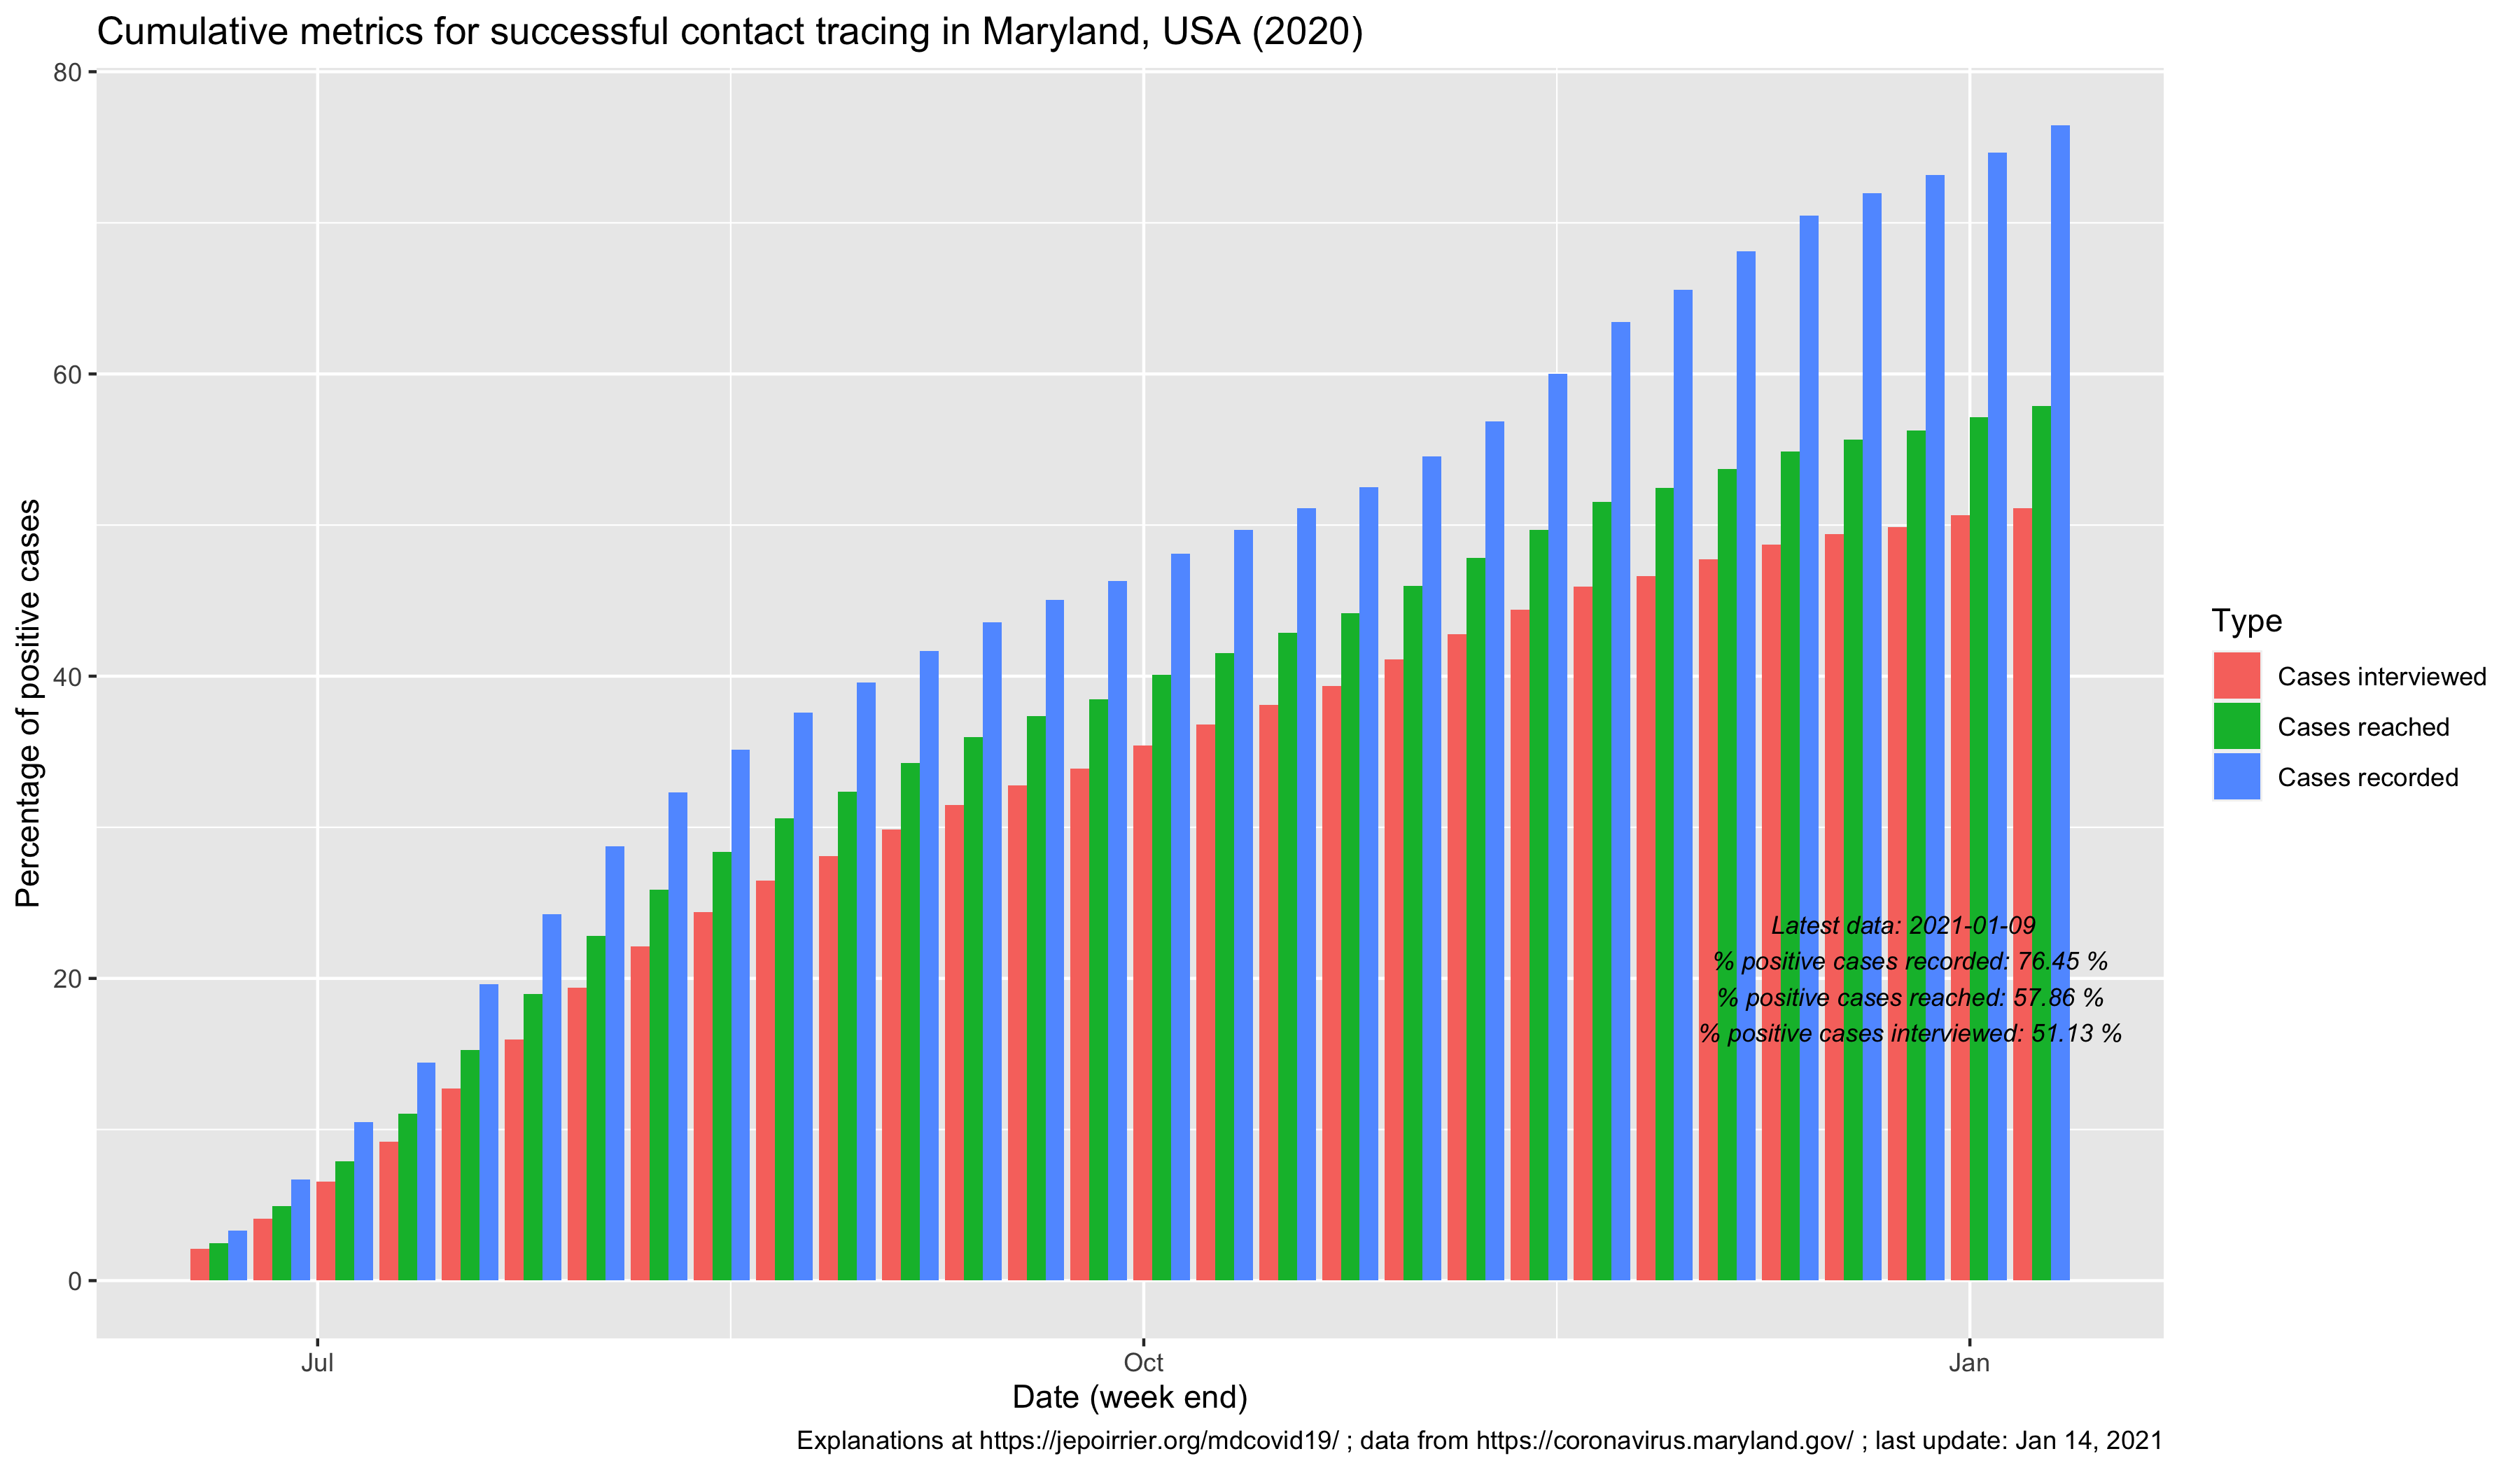 Cumulative metrics for successful contact tracing in Maryland, USA (2020)
80
60
40
20
0
Percentage of positive cases
Jul
Oct
Jan
Date (week end)
Latest data: 2021-01-09
% positive cases recorded: 76.45 %
% positive cases reached: 57.86 %
% positive cases interviewed: 51.13 %
Type
Cases interviewed
Cases reached
Cases recorded
Explanations at https://jepoirrier.org/mdcovid19/ ; data from https://coronavirus.maryland.gov/ ; last update: Jan 14, 2021